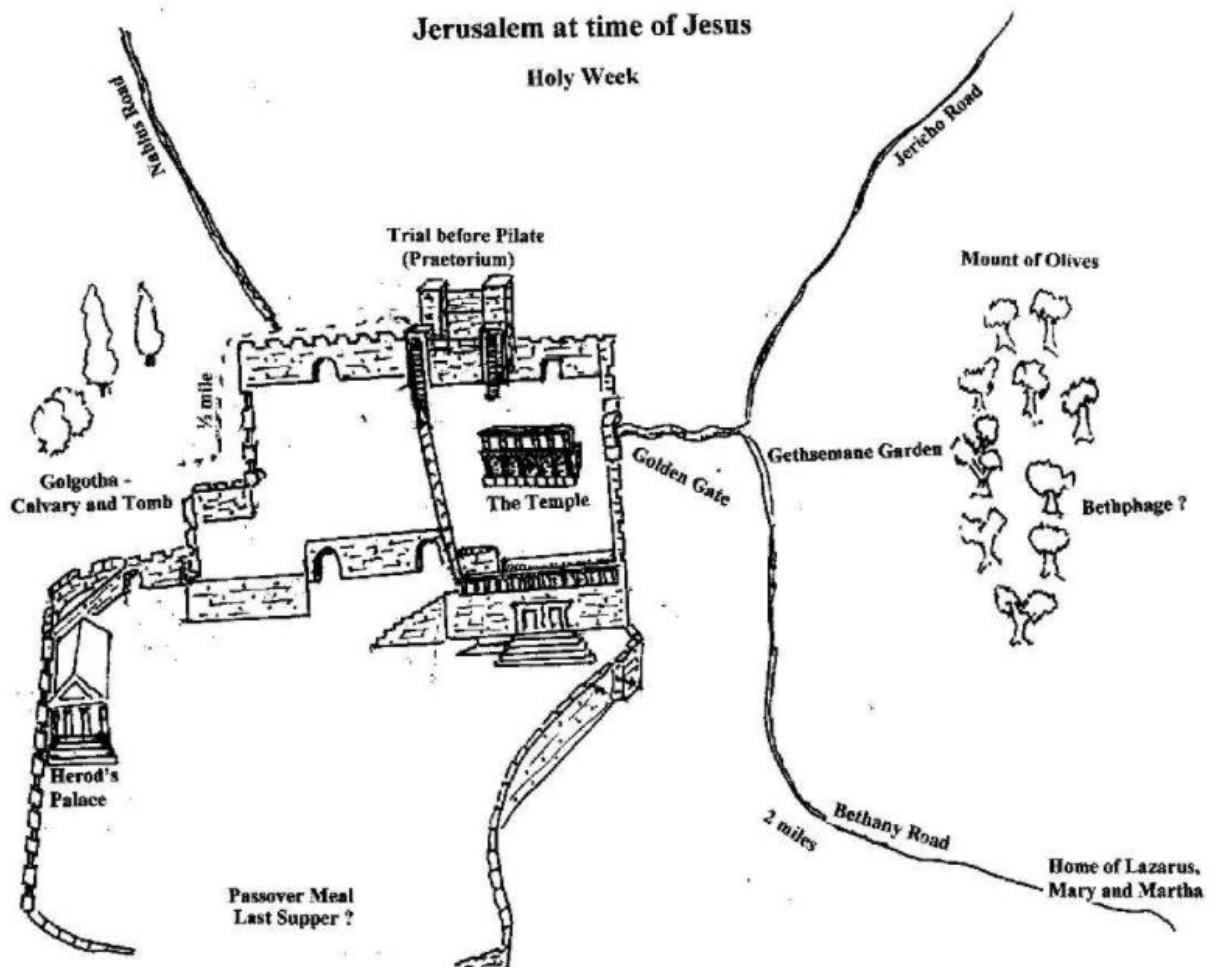 Jerusalem at time of Jesus
Holy Week
Nablus Road
Jericho Road
Trial before Pilate
(Praetorium)
Mount of Olives
½ mile
Golgotha -
Calvary and Tomb
The Temple
Golden Gate
Gethsemane Garden
Bethphage ?
Herod's
Palace
Passover Meal
Last Supper ?
2 miles
Bethany Road
Home of Lazarus,
Mary and Martha